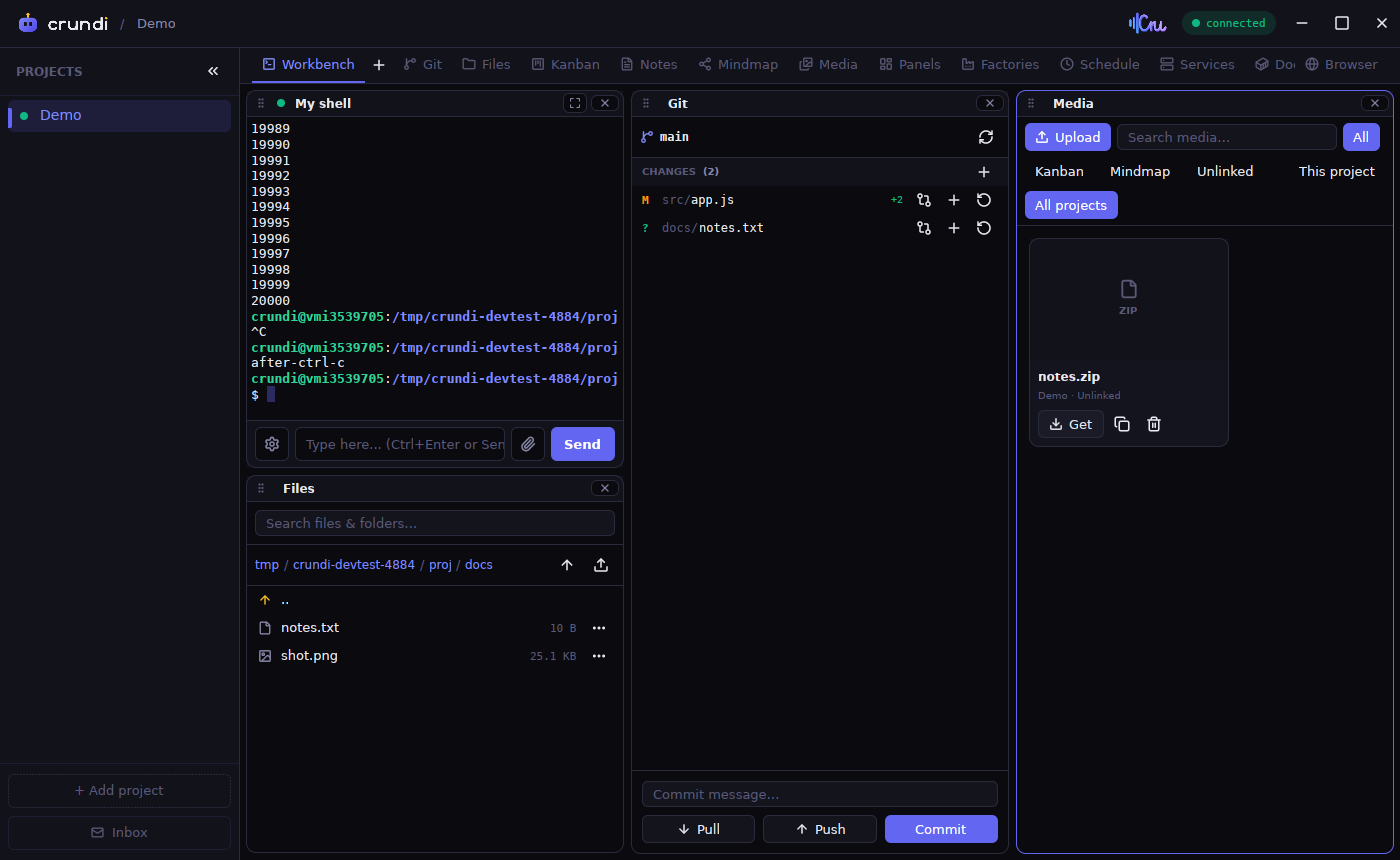 crundi / Demo
Cru
connected
PROJECTS
Demo
+ Add project
Inbox
Workbench
Git
Files
Kanban
Notes
Mindmap
Media
Panels
Factories
Schedule
Services
Doc
Browser
My shell
19989
19990
19991
19992
19993
19994
19995
19996
19997
19998
19999
20000
crundi@vmi3539705:/tmp/crundi-devtest-4884/proj
^C
crundi@vmi3539705:/tmp/crundi-devtest-4884/proj
after-ctrl-c
crundi@vmi3539705:/tmp/crundi-devtest-4884/proj
$
Type here... (Ctrl+Enter or Sen
Send
Files
Search files & folders...
tmp / crundi-devtest-4884 / proj / docs
..
notes.txt 10 B
shot.png 25.1 KB
Git
main
CHANGES (2)
M src/app.js +2
? docs/notes.txt
Commit message...
Pull
Push
Commit
Media
Upload
Search media...
All
Kanban
Mindmap
Unlinked
This project
All projects
ZIP
notes.zip
Demo · Unlinked
Get